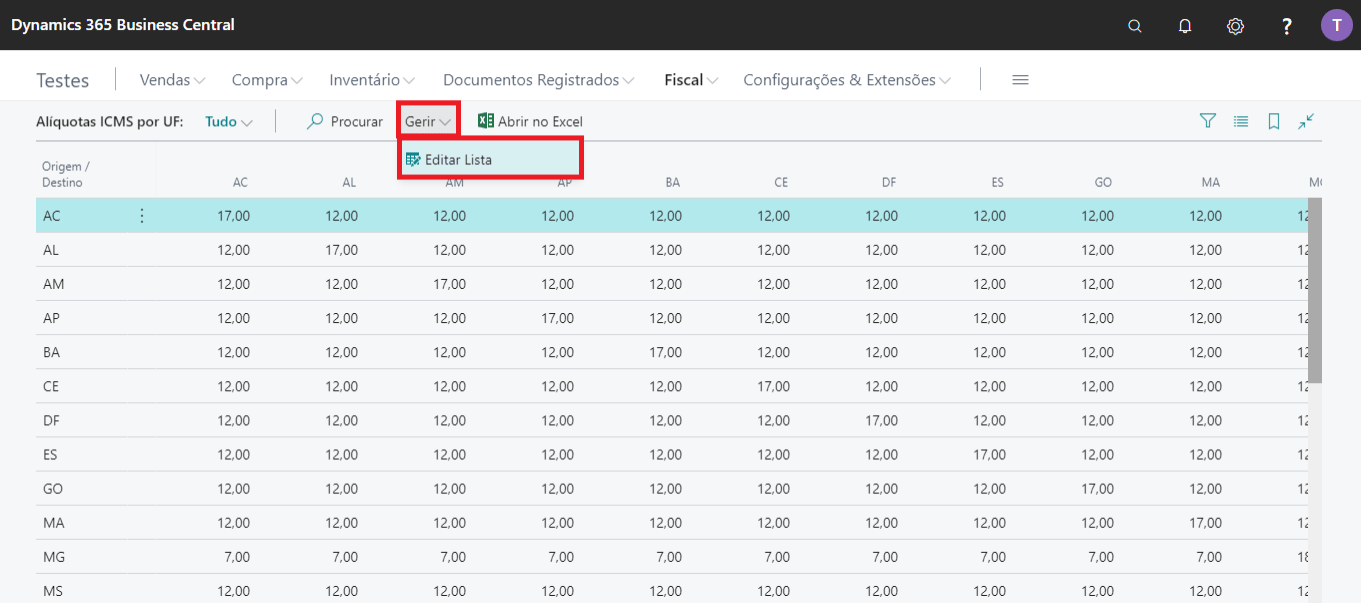 Dynamics 365 Business Central
? T
Testes Vendas Compra Inventário Documentos Registrados Fiscal Configurações & Extensões
Alíquotas ICMS por UF: Tudo Procurar Gerir Abrir no Excel
Editar Lista
Origem /
Destino AC AL AM AP BA CE DF ES GO MA
AC 17,00 12,00 12,00 12,00 12,00 12,00 12,00 12,00 12,00 12,00
AL 12,00 17,00 12,00 12,00 12,00 12,00 12,00 12,00 12,00 12,00
AM 12,00 12,00 17,00 12,00 12,00 12,00 12,00 12,00 12,00 12,00
AP 12,00 12,00 12,00 17,00 12,00 12,00 12,00 12,00 12,00 12,00
BA 12,00 12,00 12,00 12,00 17,00 12,00 12,00 12,00 12,00 12,00
CE 12,00 12,00 12,00 12,00 12,00 17,00 12,00 12,00 12,00 12,00
DF 12,00 12,00 12,00 12,00 12,00 12,00 17,00 12,00 12,00 12,00
ES 12,00 12,00 12,00 12,00 12,00 12,00 12,00 17,00 12,00 12,00
GO 12,00 12,00 12,00 12,00 12,00 12,00 12,00 12,00 17,00 12,00
MA 12,00 12,00 12,00 12,00 12,00 12,00 12,00 12,00 12,00 17,00
MG 7,00 7,00 7,00 7,00 7,00 7,00 7,00 7,00 7,00 7,00
MS 12,00 12,00 12,00 12,00 12,00 12,00 12,00 12,00 12,00 12,00